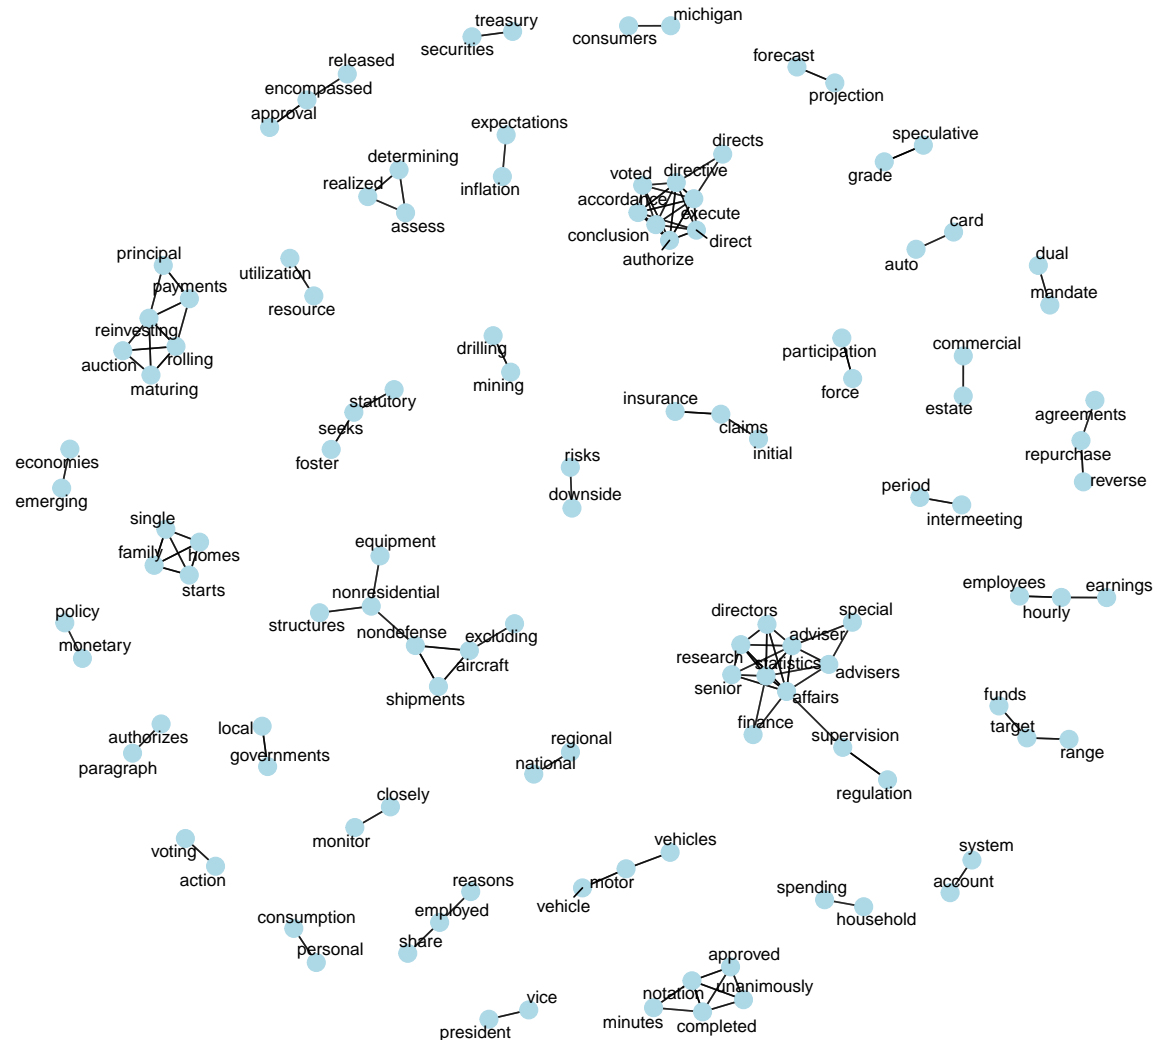 treasury
securities
michigan
consumers
released
encompassed
approval
forecast
projection
expectations
inflation
determining
realized
assess
directs
voted
directive
accordance
execute
conclusion
direct
authorize
speculative
grade
card
auto
dual
mandate
principal
payments
reinvesting
auction
rolling
maturing
utilization
resource
drilling
mining
participation
force
commercial
estate
statutory
seeks
foster
insurance
claims
initial
agreements
repurchase
reverse
economies
emerging
risks
downside
period
intermeeting
single
family
homes
starts
equipment
nonresidential
structures
nondefense
excluding
aircraft
shipments
employees
earnings
hourly
policy
monetary
directors
special
adviser
research
statistics
advisers
senior
affairs
finance
supervision
regulation
funds
target
range
authorizes
paragraph
local
governments
regional
national
closely
monitor
voting
action
vehicles
motor
vehicle
system
account
spending
household
reasons
employed
share
consumption
personal
approved
notation
unanimously
minutes
completed
vice
president